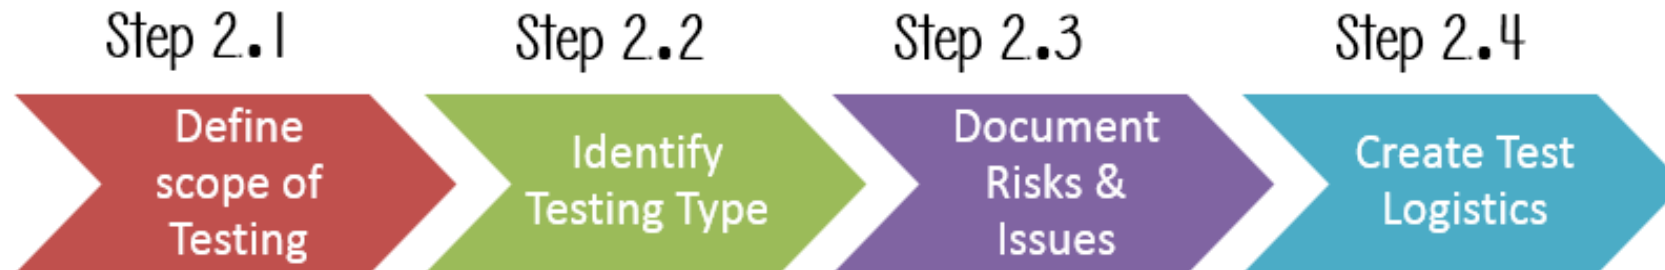 Step 2.1
Step 2.2
Step 2.3
Step 2.4
Define
scope of
Testing
Identify
Testing Type
Document
Risks &
Issues
Create Test
Logistics